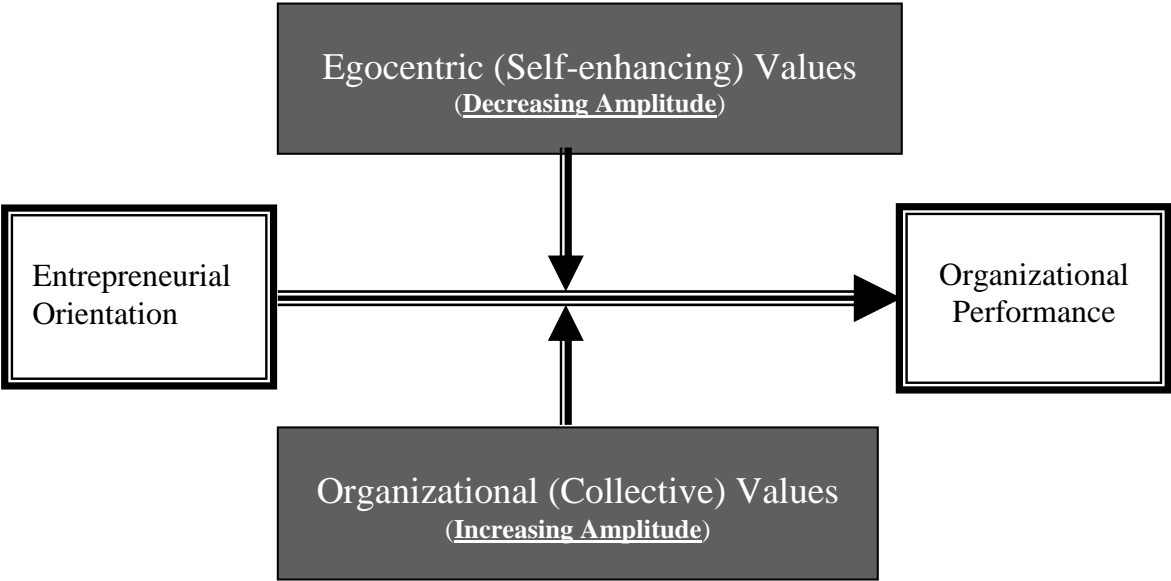 Egocentric (Self-enhancing) Values
(Decreasing Amplitude)
Entrepreneurial
Orientation
Organizational
Performance
Organizational (Collective) Values
(Increasing Amplitude)